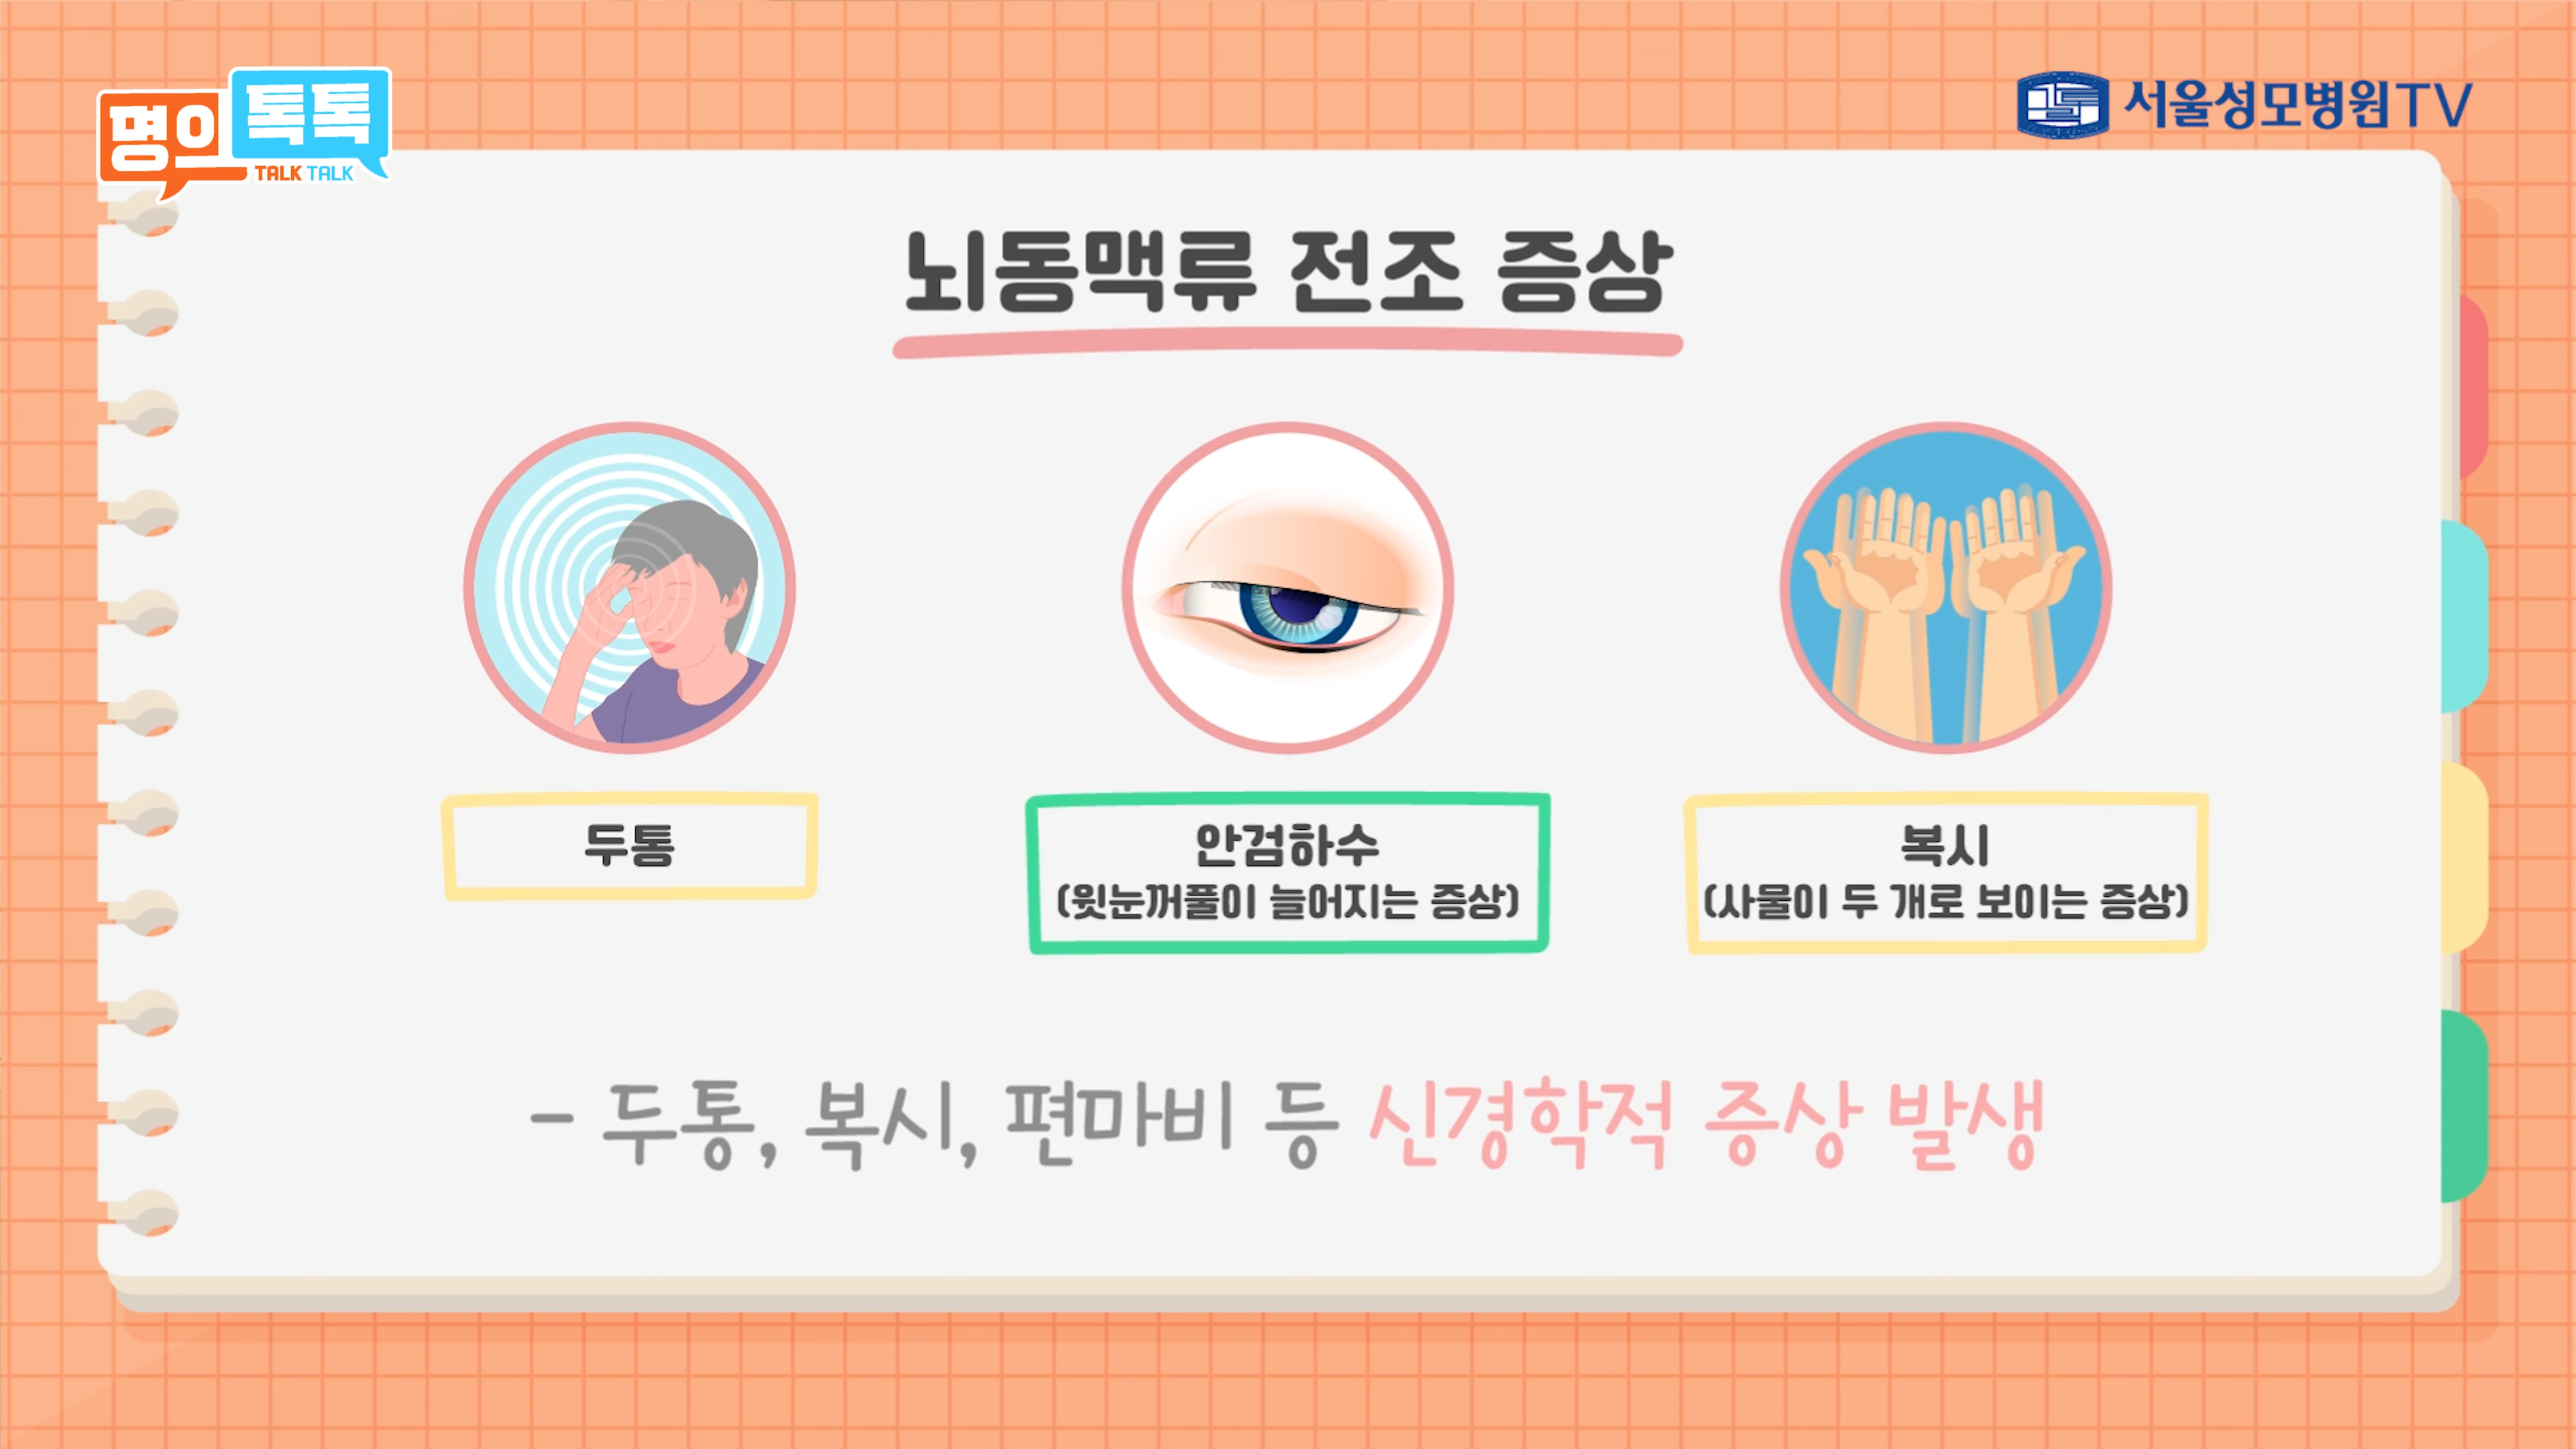 명의 톡톡
TALK TALK
서울성모병원TV
뇌동맥류 전조 증상
두통
안검하수
(윗눈꺼풀이 늘어지는 증상)
복시
(사물이 두 개로 보이는 증상)
- 두통, 복시, 편마비 등 신경학적 증상 발생